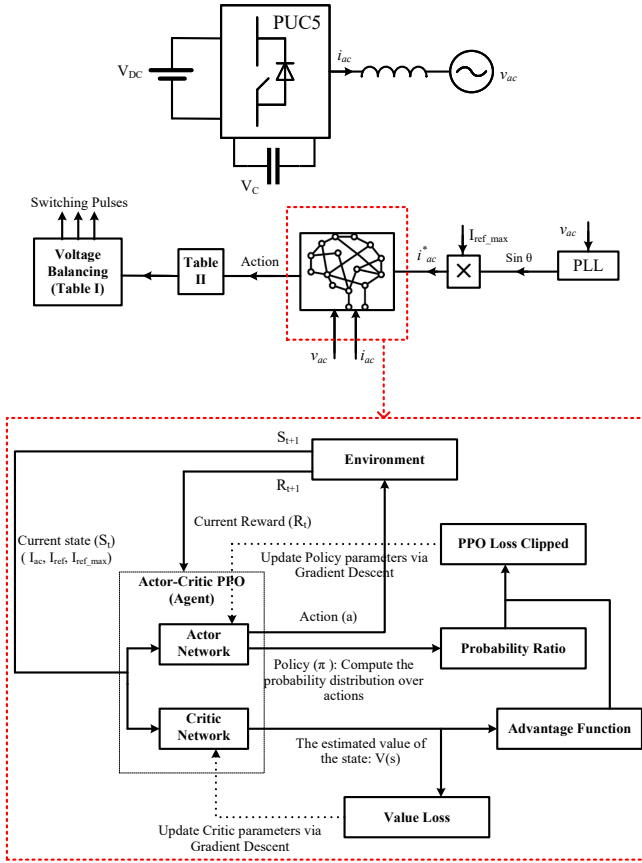 PUC5
i_ac
V_DC
v_ac
V_C
Switching Pulses
Voltage
Balancing
(Table I)
Table
II
Action
i*_ac
I_ref_max
×
Sin θ
v_ac
PLL
v_ac
i_ac
S_t+1
Environment
R_t+1
Current Reward (R_t)
Current state (S_t)
( I_ac, I_ref, I_ref_max)
PPO Loss Clipped
Update Policy parameters via
Gradient Descent
Actor-Critic PPO
(Agent)
Action (a)
Actor
Network
Probability Ratio
Policy (π ): Compute the
probability distribution over
actions
Critic
Network
Advantage Function
The estimated value of
the state: V(s)
Value Loss
Update Critic parameters via
Gradient Descent